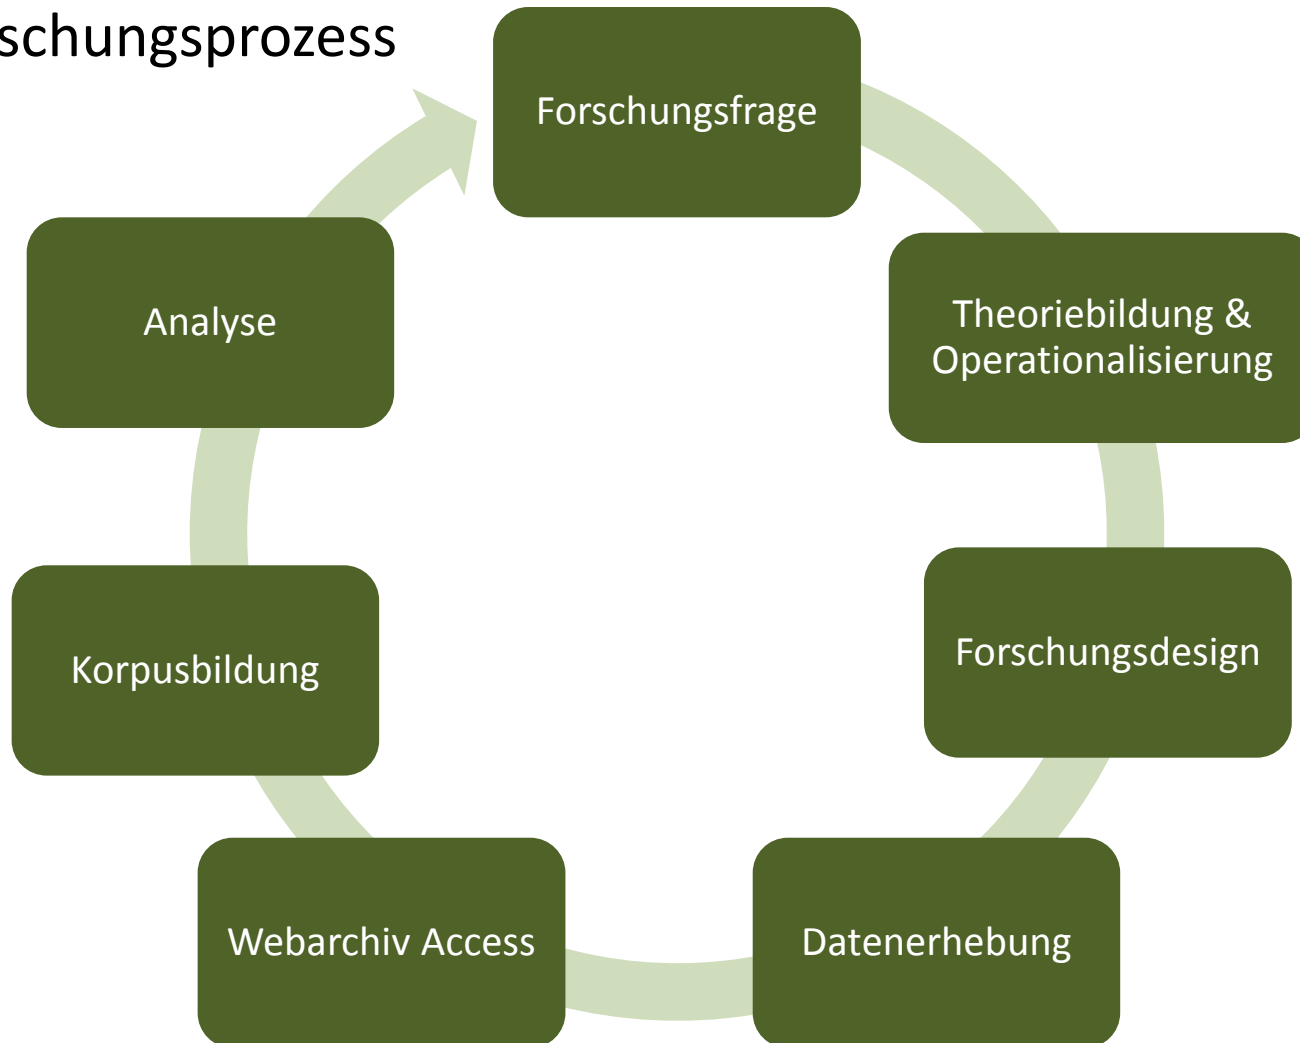 schungsprozess
Forschungsfrage
Theoriebildung &
Operationalisierung
Forschungsdesign
Datenerhebung
Webarchiv Access
Korpusbildung
Analyse